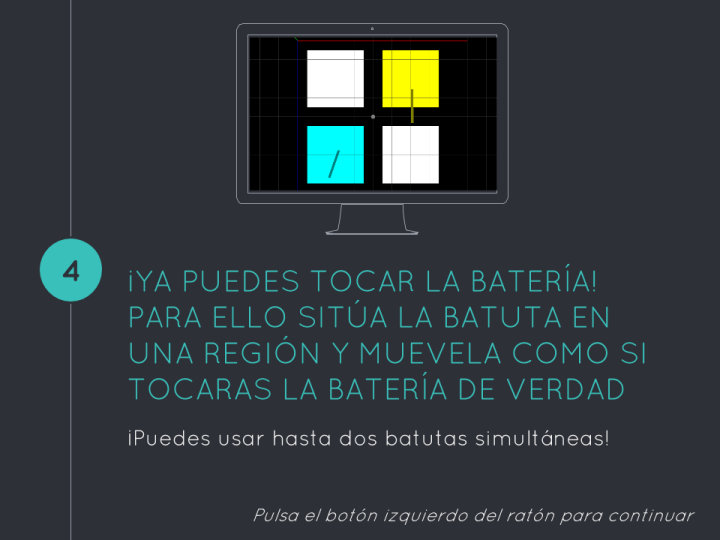 4
¡YA PUEDES TOCAR LA BATERÍA!
PARA ELLO SITÚA LA BATUTA EN
UNA REGIÓN Y MUEVELA COMO SI
TOCARAS LA BATERÍA DE VERDAD
¡Puedes usar hasta dos batutas simultáneas!
Pulsa el botón izquierdo del ratón para continuar